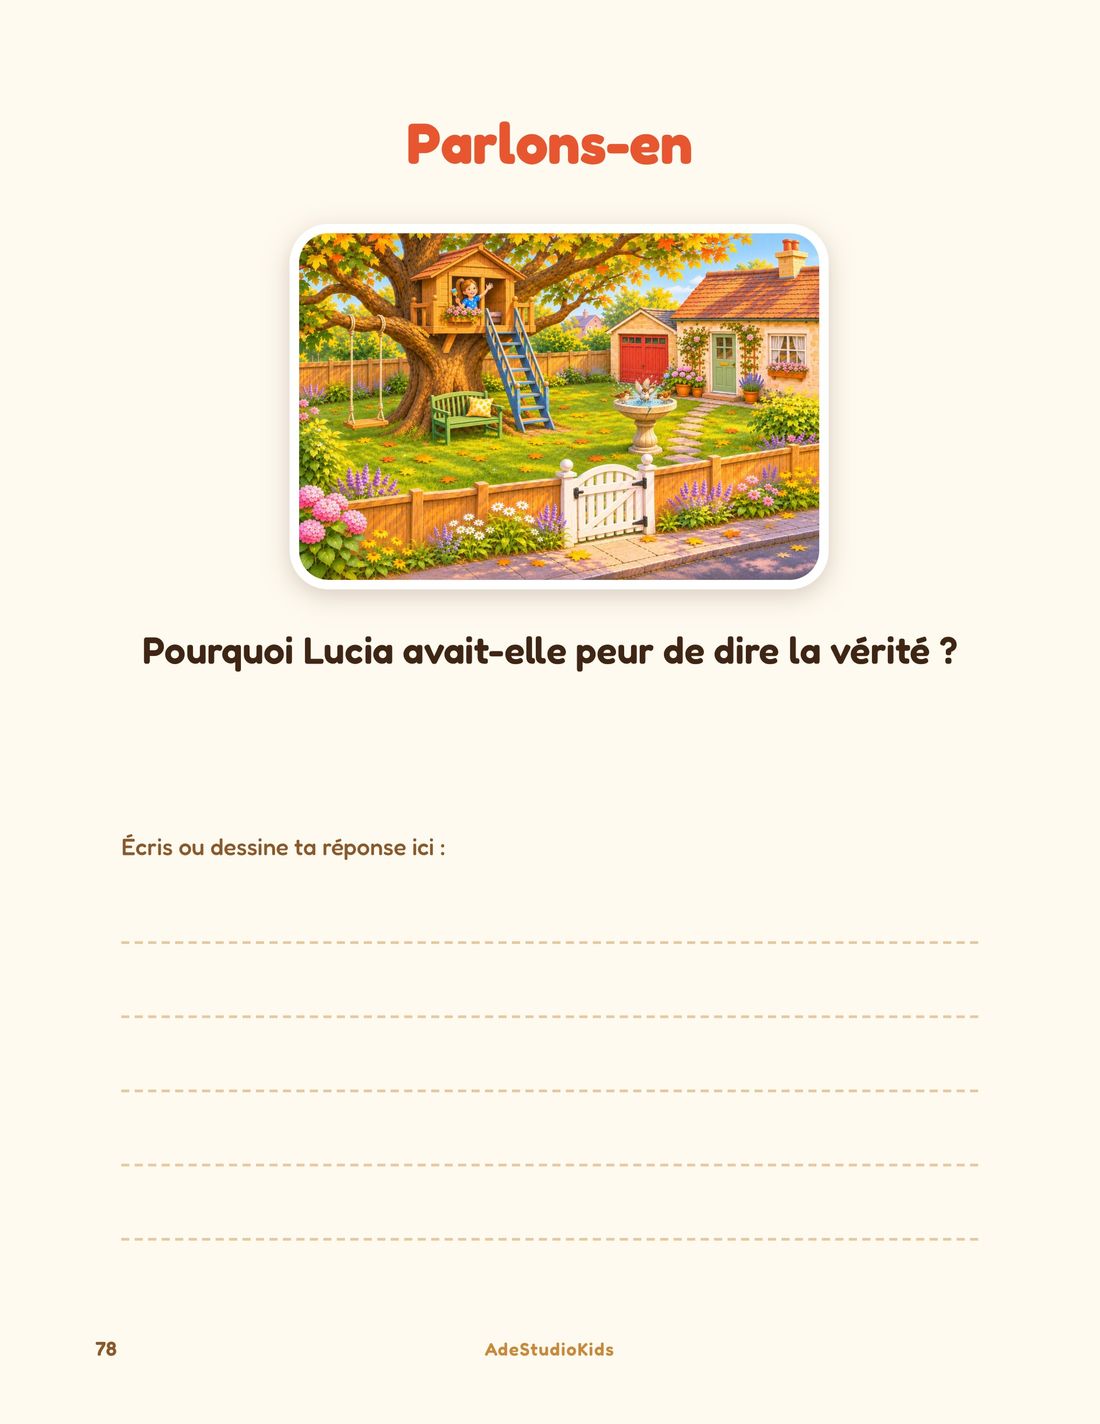 Parlons-en
Pourquoi Lucia avait-elle peur de dire la vérité ?
Écris ou dessine ta réponse ici :
78
AdeStudioKids